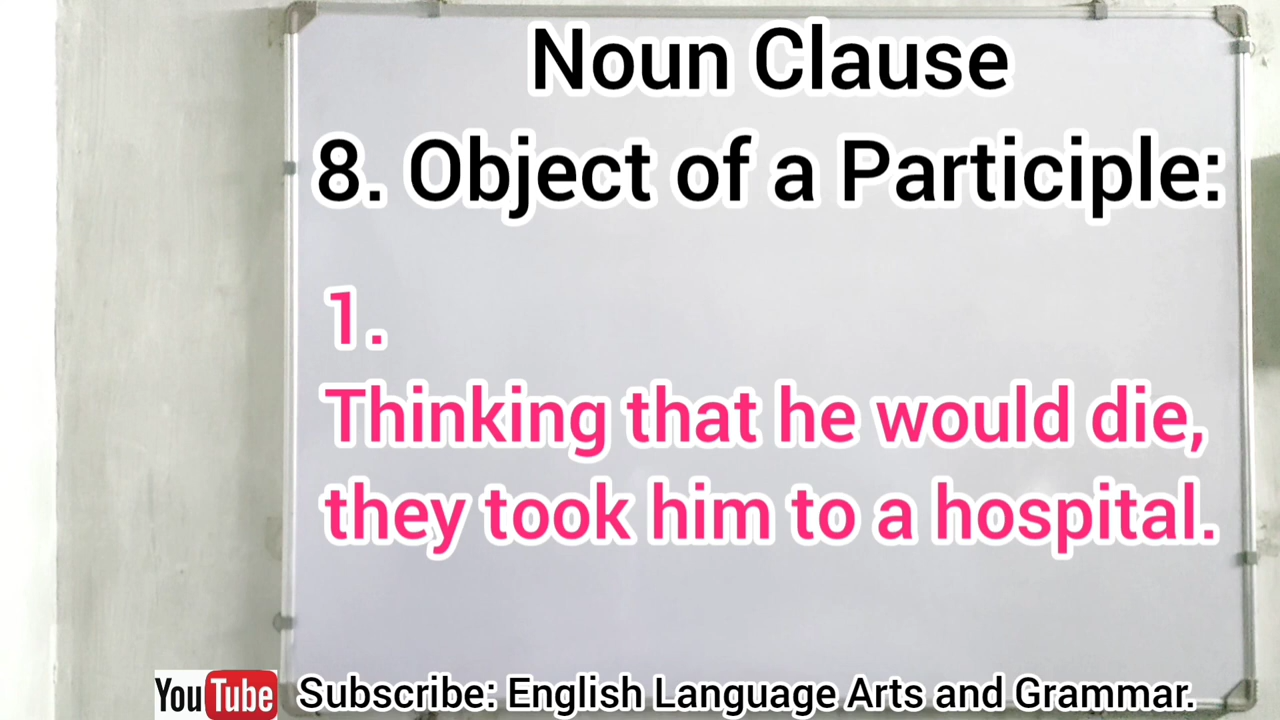 Noun Clause
8. Object of a Participle:
1.
Thinking that he would die,
they took him to a hospital.
YouTube Subscribe: English Language Arts and Grammar.